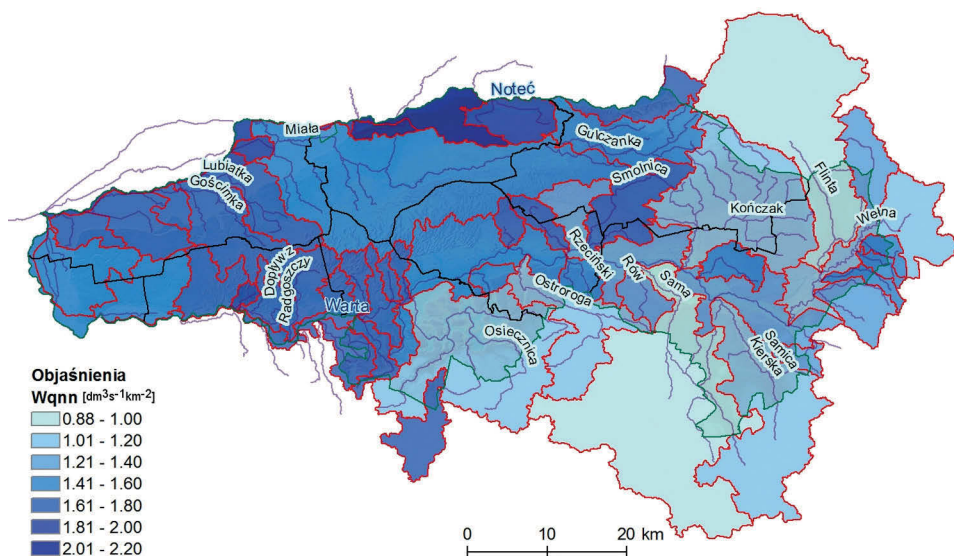 Noteć
Miała
Gulczanka
Lubiatka
Gościmka
Smolnica
Flinta
Kończak
Wełna
Dopływ z
Radgoszczy
Rzeciński
Rów
Sama
Ostroroga
Warta
Osiecznica
Samica
Kierska
Objaśnienia
Wqnn [dm³s⁻¹km⁻²]
0.88 - 1.00
1.01 - 1.20
1.21 - 1.40
1.41 - 1.60
1.61 - 1.80
1.81 - 2.00
2.01 - 2.20
0 10 20 km